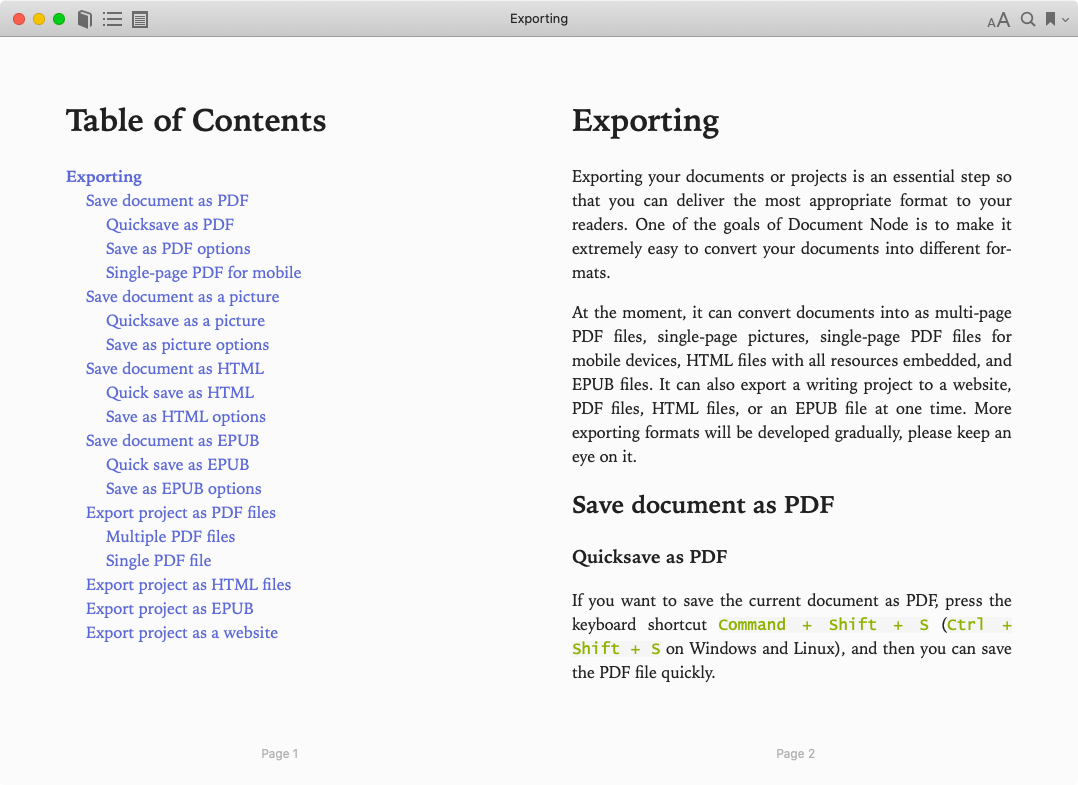 Exporting
AA
Table of Contents
Exporting
Save document as PDF
Quicksave as PDF
Save as PDF options
Single-page PDF for mobile
Save document as a picture
Quicksave as a picture
Save as picture options
Save document as HTML
Quick save as HTML
Save as HTML options
Save document as EPUB
Quick save as EPUB
Save as EPUB options
Export project as PDF files
Multiple PDF files
Single PDF file
Export project as HTML files
Export project as EPUB
Export project as a website
Page 1
Exporting
Exporting your documents or projects is an essential step so
that you can deliver the most appropriate format to your
readers. One of the goals of Document Node is to make it
extremely easy to convert your documents into different for-
mats.
At the moment, it can convert documents into as multi-page
PDF files, single-page pictures, single-page PDF files for
mobile devices, HTML files with all resources embedded, and
EPUB files. It can also export a writing project to a website,
PDF files, HTML files, or an EPUB file at one time. More
exporting formats will be developed gradually, please keep an
eye on it.
Save document as PDF
Quicksave as PDF
If you want to save the current document as PDF, press the
keyboard shortcut Command + Shift + S (Ctrl +
Shift + S on Windows and Linux), and then you can save
the PDF file quickly.
Page 2